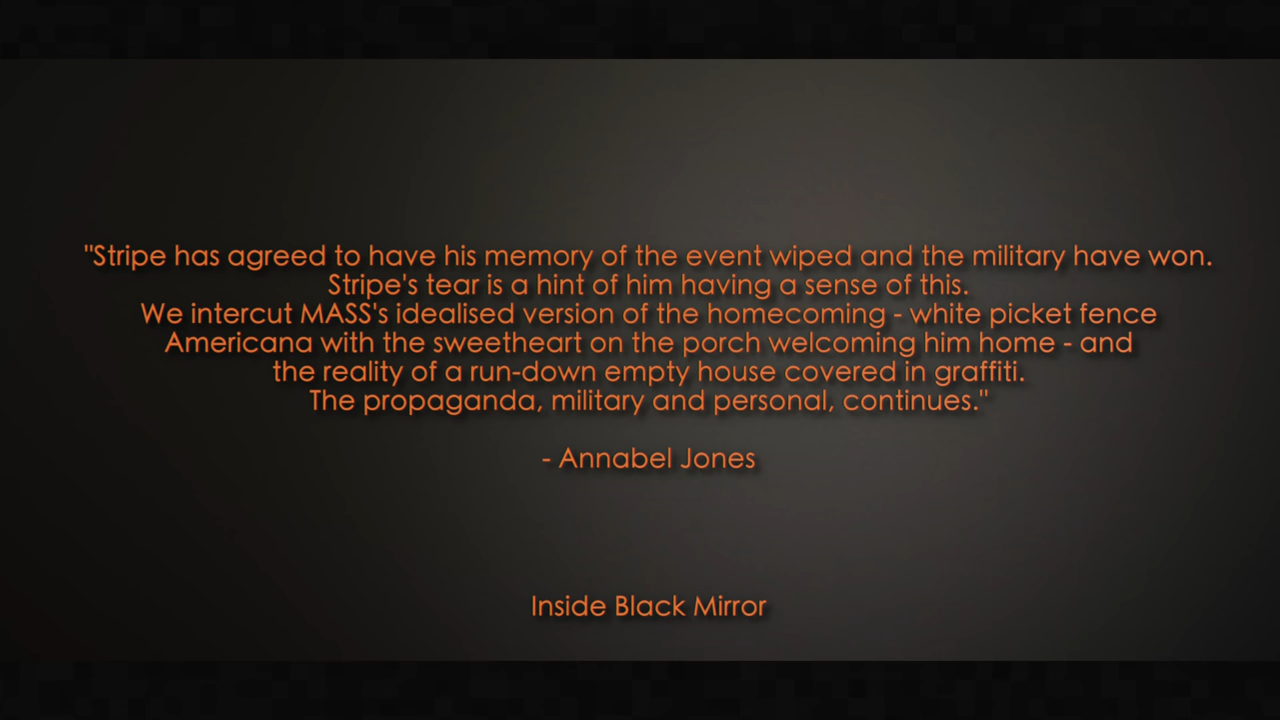 "Stripe has agreed to have his memory of the event wiped and the military have won.
Stripe's tear is a hint of him having a sense of this.
We intercut MASS's idealised version of the homecoming - white picket fence
Americana with the sweetheart on the porch welcoming him home - and
the reality of a run-down empty house covered in graffiti.
The propaganda, military and personal, continues."
- Annabel Jones
Inside Black Mirror